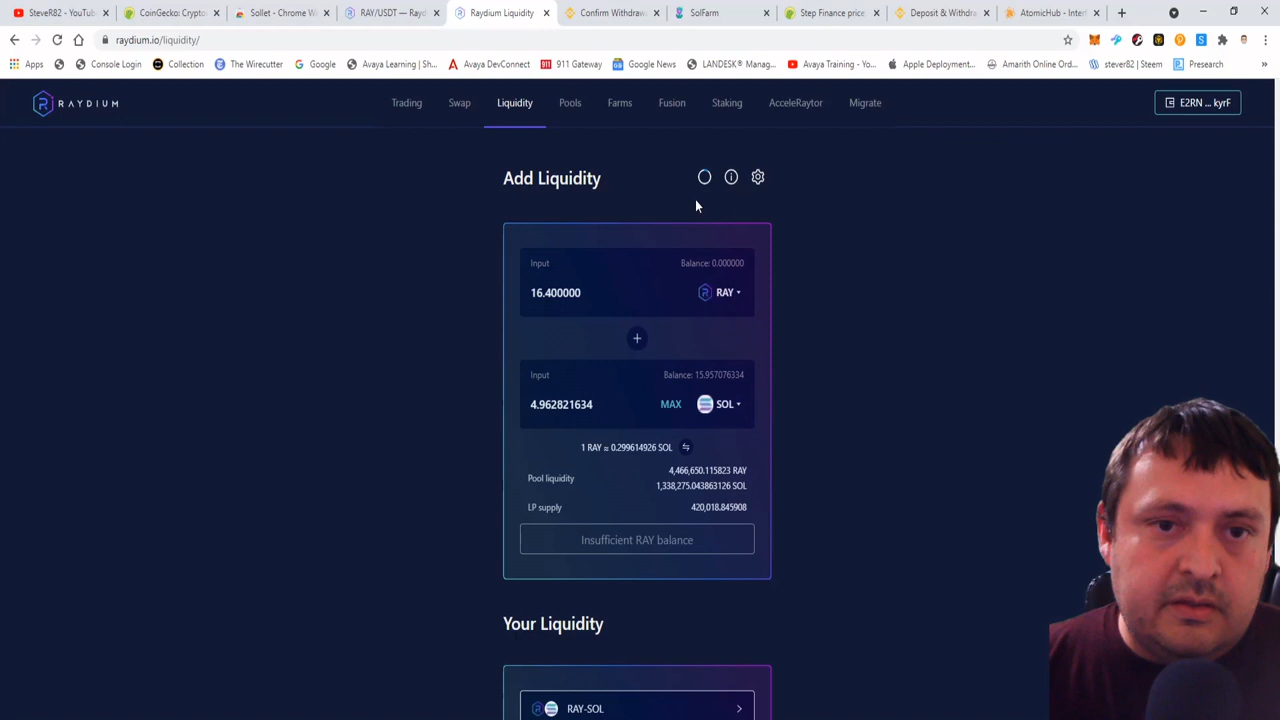 SteveR82 - YouTub
CoinGecko: Crypto
Sollet - Chrome We
RAY/USDT — Rayd
Raydium Liquidity
Confirm Withdraw
SolFarm
Step Finance price
Deposit & Withdra
AtomicHub - Interf
raydium.io/liquidity/
Apps
Console Login
Collection
The Wirecutter
Google
Avaya Learning | Sh...
Avaya DevConnect
911 Gateway
Google News
LANDESK® Manag...
Avaya Training - Yo...
Apple Deployment...
Amarith Online Ord...
stever82 | Steem
Presearch
RAYDIUM
Trading
Swap
Liquidity
Pools
Farms
Fusion
Staking
AcceleRaytor
Migrate
E2RN ... kyrF
Add Liquidity
Input
Balance: 0.000000
16.400000
RAY
Input
Balance: 15.957076334
4.962821634
MAX
SOL
1 RAY ≈ 0.299614926 SOL
Pool liquidity
4,466,650.115823 RAY
1,338,275.043863126 SOL
LP supply
420,018.845908
Insufficient RAY balance
Your Liquidity
RAY-SOL